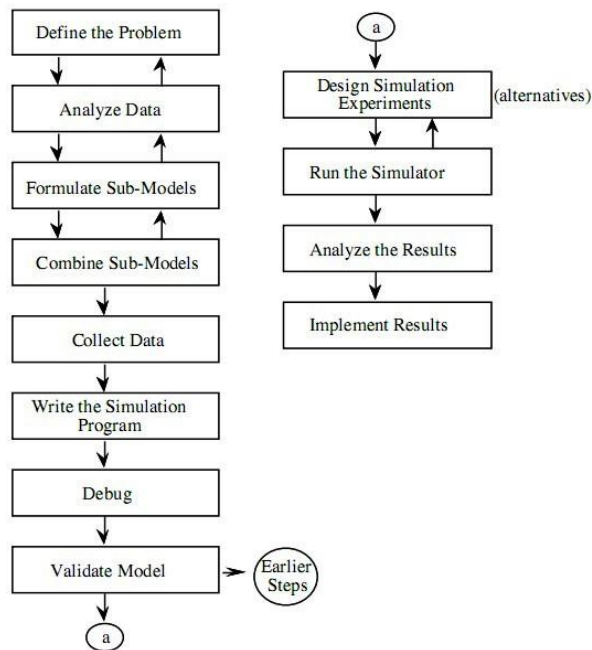 Define the Problem
Analyze Data
Formulate Sub-Models
Combine Sub-Models
Collect Data
Write the Simulation
Program
Debug
Validate Model
Earlier
Steps
a
a
Design Simulation
Experiments
(alternatives)
Run the Simulator
Analyze the Results
Implement Results